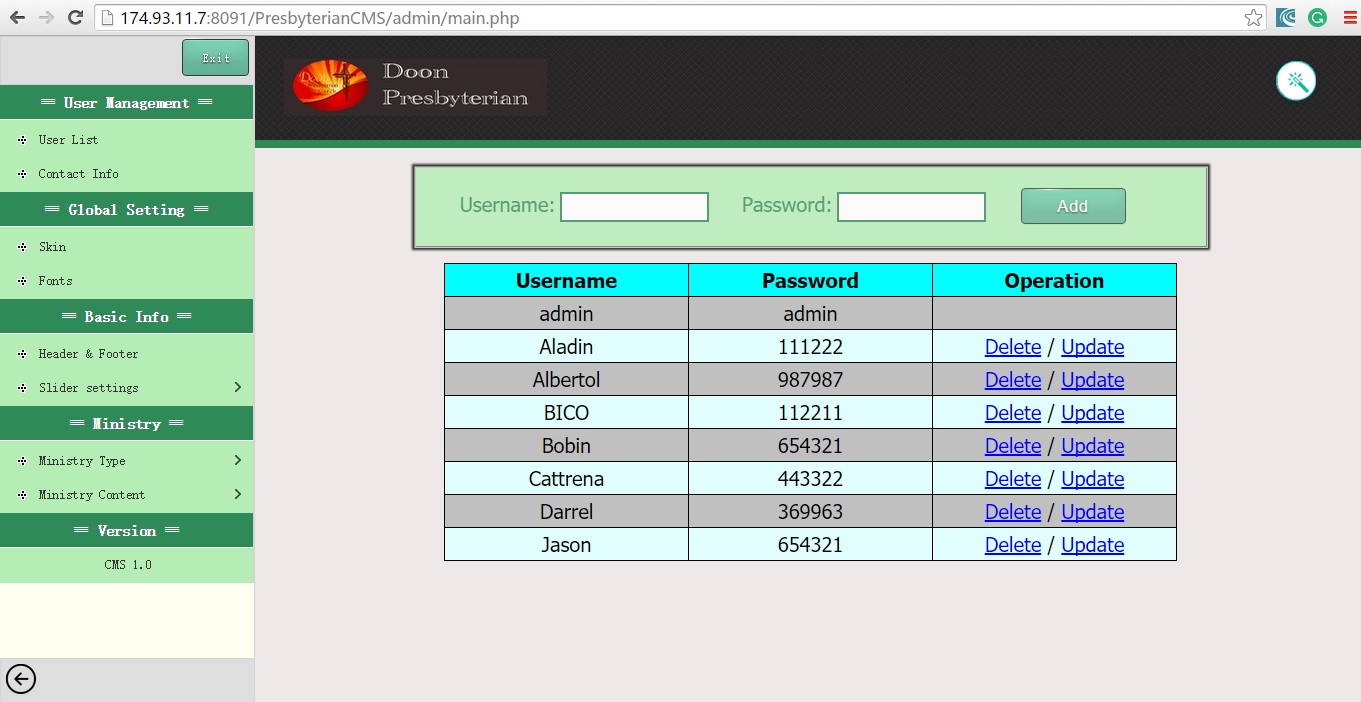 174.93.11.7:8091/PresbyterianCMS/admin/main.php
Exit
User Management
User List
Contact Info
Global Setting
Skin
Fonts
Basic Info
Header & Footer
Slider settings
Ministry
Ministry Type
Ministry Content
Version
CMS 1.0
Doon
Presbyterian
Username: Password: Add
Username Password Operation
admin admin
Aladin 111222 Delete / Update
Albertol 987987 Delete / Update
BICO 112211 Delete / Update
Bobin 654321 Delete / Update
Cattrena 443322 Delete / Update
Darrel 369963 Delete / Update
Jason 654321 Delete / Update